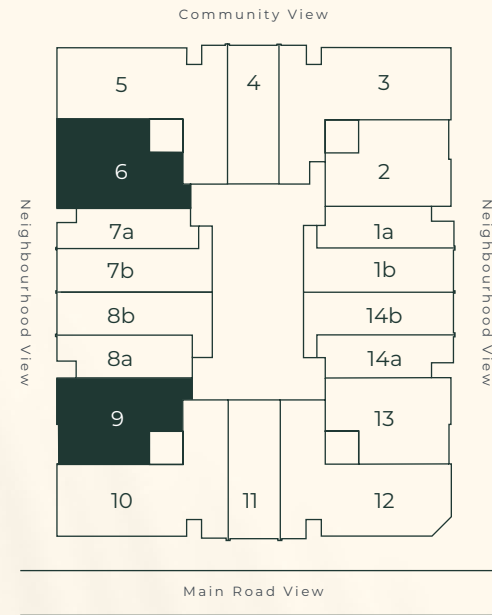 Community View
5
4
3
6
2
7a
1a
7b
1b
8b
14b
8a
14a
9
13
10
11
12
Neighbourhood View
Neighbourhood View
Main Road View